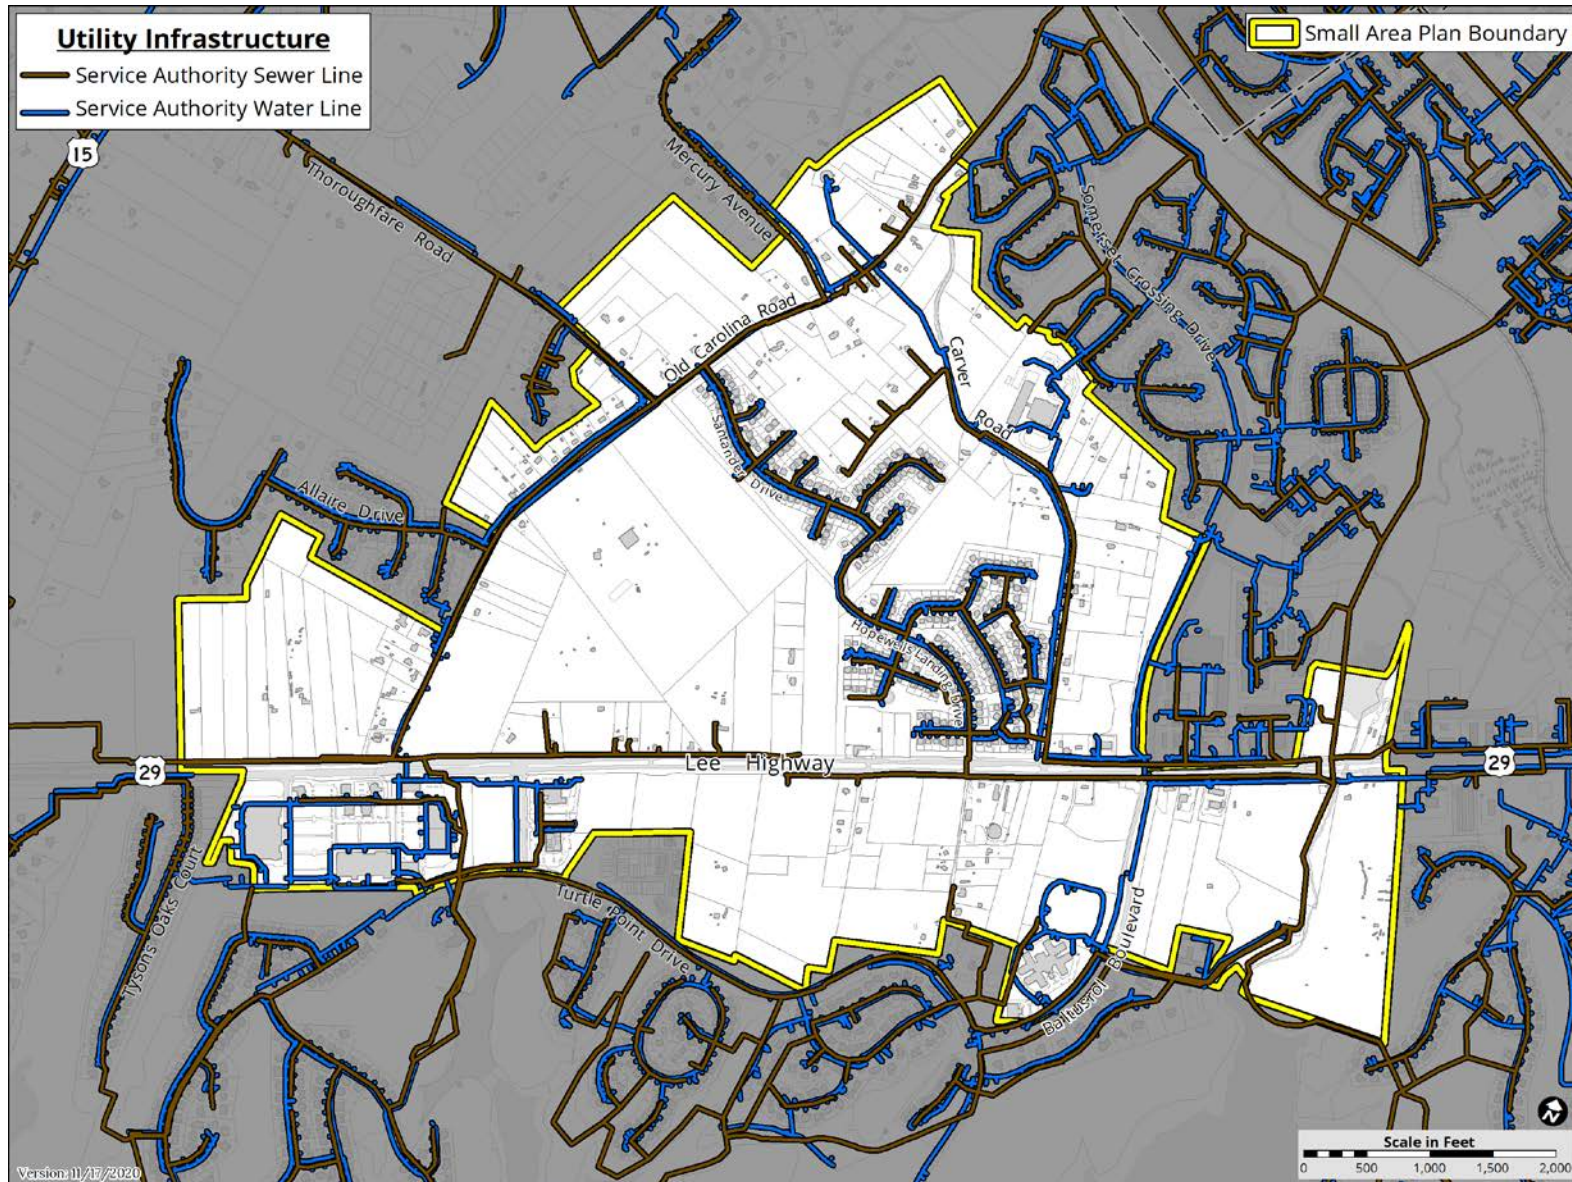 Utility Infrastructure
Service Authority Sewer Line
Service Authority Water Line
Small Area Plan Boundary
15
Thoroughfare Road
Mercury Avenue
Somerset Crossing Drive
Old Carolina Road
Carver Road
Santander Drive
Allaire Drive
Hopewells Landing Drive
Lee Highway
29
29
Tysons Oaks Court
Turtle Point Drive
Baltusrol Boulevard
N
Scale in Feet
0 500 1,000 1,500 2,000
Version: 11/17/2020